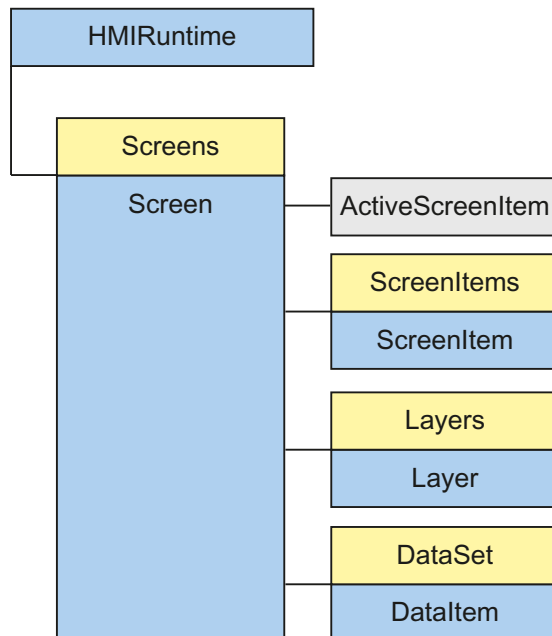 HMIRuntime
Screens
Screen
ActiveScreenItem
ScreenItems
ScreenItem
Layers
Layer
DataSet
DataItem